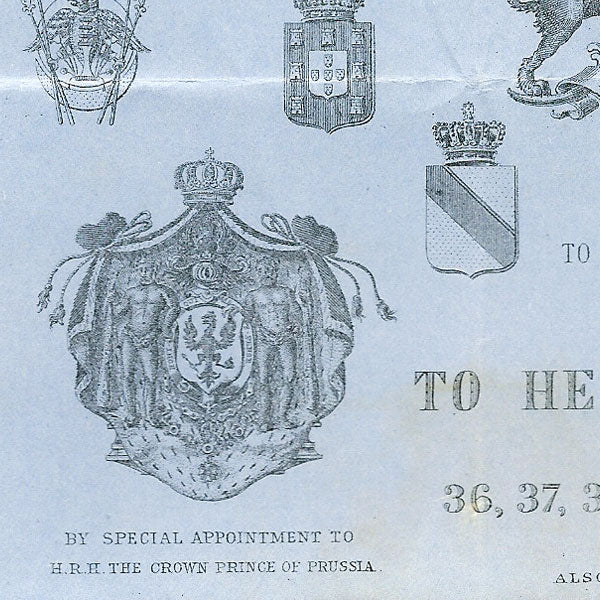 TO
TO HE
36, 37, 3
BY SPECIAL APPOINTMENT TO
H.R.H. THE CROWN PRINCE OF PRUSSIA.
ALSO